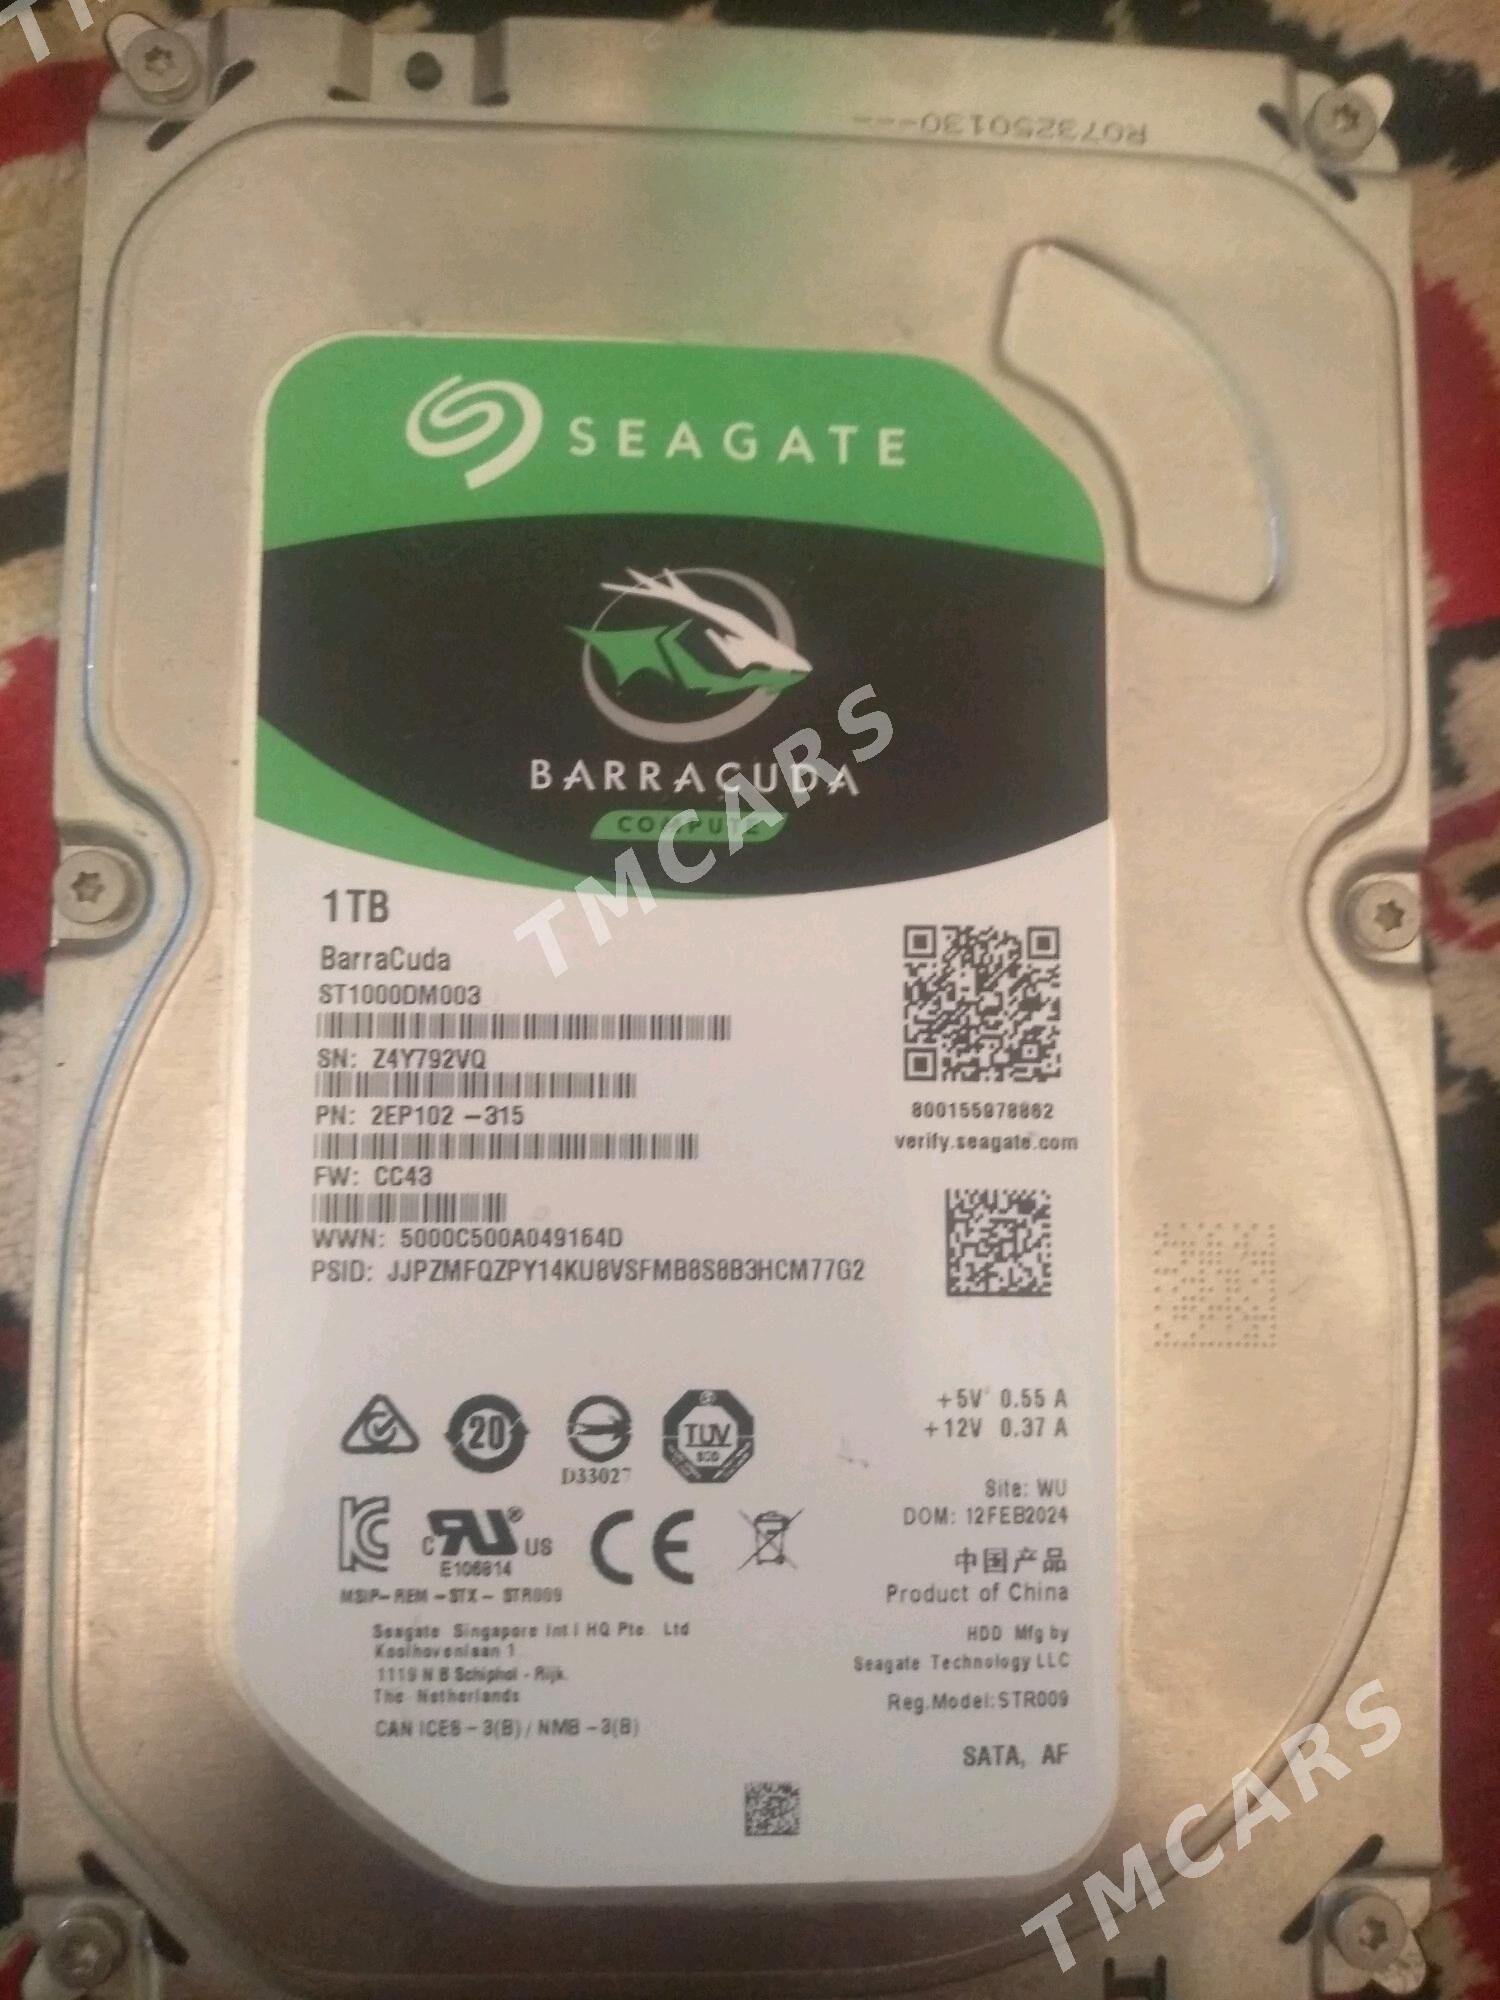 R073250130---
SEAGATE
BARRACUDA
COMPUTE
1TB
BarraCuda
ST1000DM003
SN: Z4Y792VQ
PN: 2EP102-315
FW: CC43
WWN: 5000C500A049164D
PSID: JJPZMFQZPY14KU8VSFMB8S8B3HCM77G2
800155978862
verify.seagate.com
+5V 0.55 A
+12V 0.37 A
20
D33027
TUV
Site: WU
DOM: 12FEB2024
中国产品
Product of China
C US
E106814
CE
MSIP-REM-STX-STR009
Seagate Singapore Int l HQ Pte. Ltd
Koolhovenlaan 1
1119 N B Schiphol - Rijk.
The Netherlands
CAN ICES-3(B)/NMB-3(B)
HDD Mfg by
Seagate Technology LLC
Reg.Model:STR009
SATA, AF
TMCARS
TMCARS